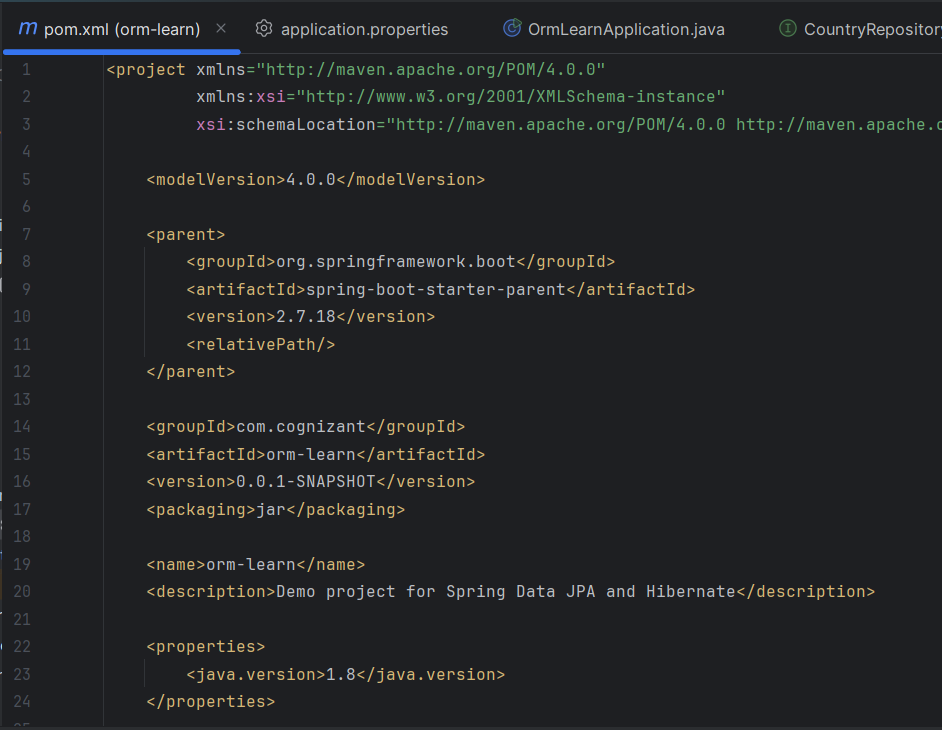 pom.xml (orm-learn) application.properties OrmLearnApplication.java CountryRepository
1 <project xmlns="http://maven.apache.org/POM/4.0.0"
2 xmlns:xsi="http://www.w3.org/2001/XMLSchema-instance"
3 xsi:schemaLocation="http://maven.apache.org/POM/4.0.0 http://maven.apache.o
4
5 <modelVersion>4.0.0</modelVersion>
6
7 <parent>
8 <groupId>org.springframework.boot</groupId>
9 <artifactId>spring-boot-starter-parent</artifactId>
10 <version>2.7.18</version>
11 <relativePath/>
12 </parent>
13
14 <groupId>com.cognizant</groupId>
15 <artifactId>orm-learn</artifactId>
16 <version>0.0.1-SNAPSHOT</version>
17 <packaging>jar</packaging>
18
19 <name>orm-learn</name>
20 <description>Demo project for Spring Data JPA and Hibernate</description>
21
22 <properties>
23 <java.version>1.8</java.version>
24 </properties>